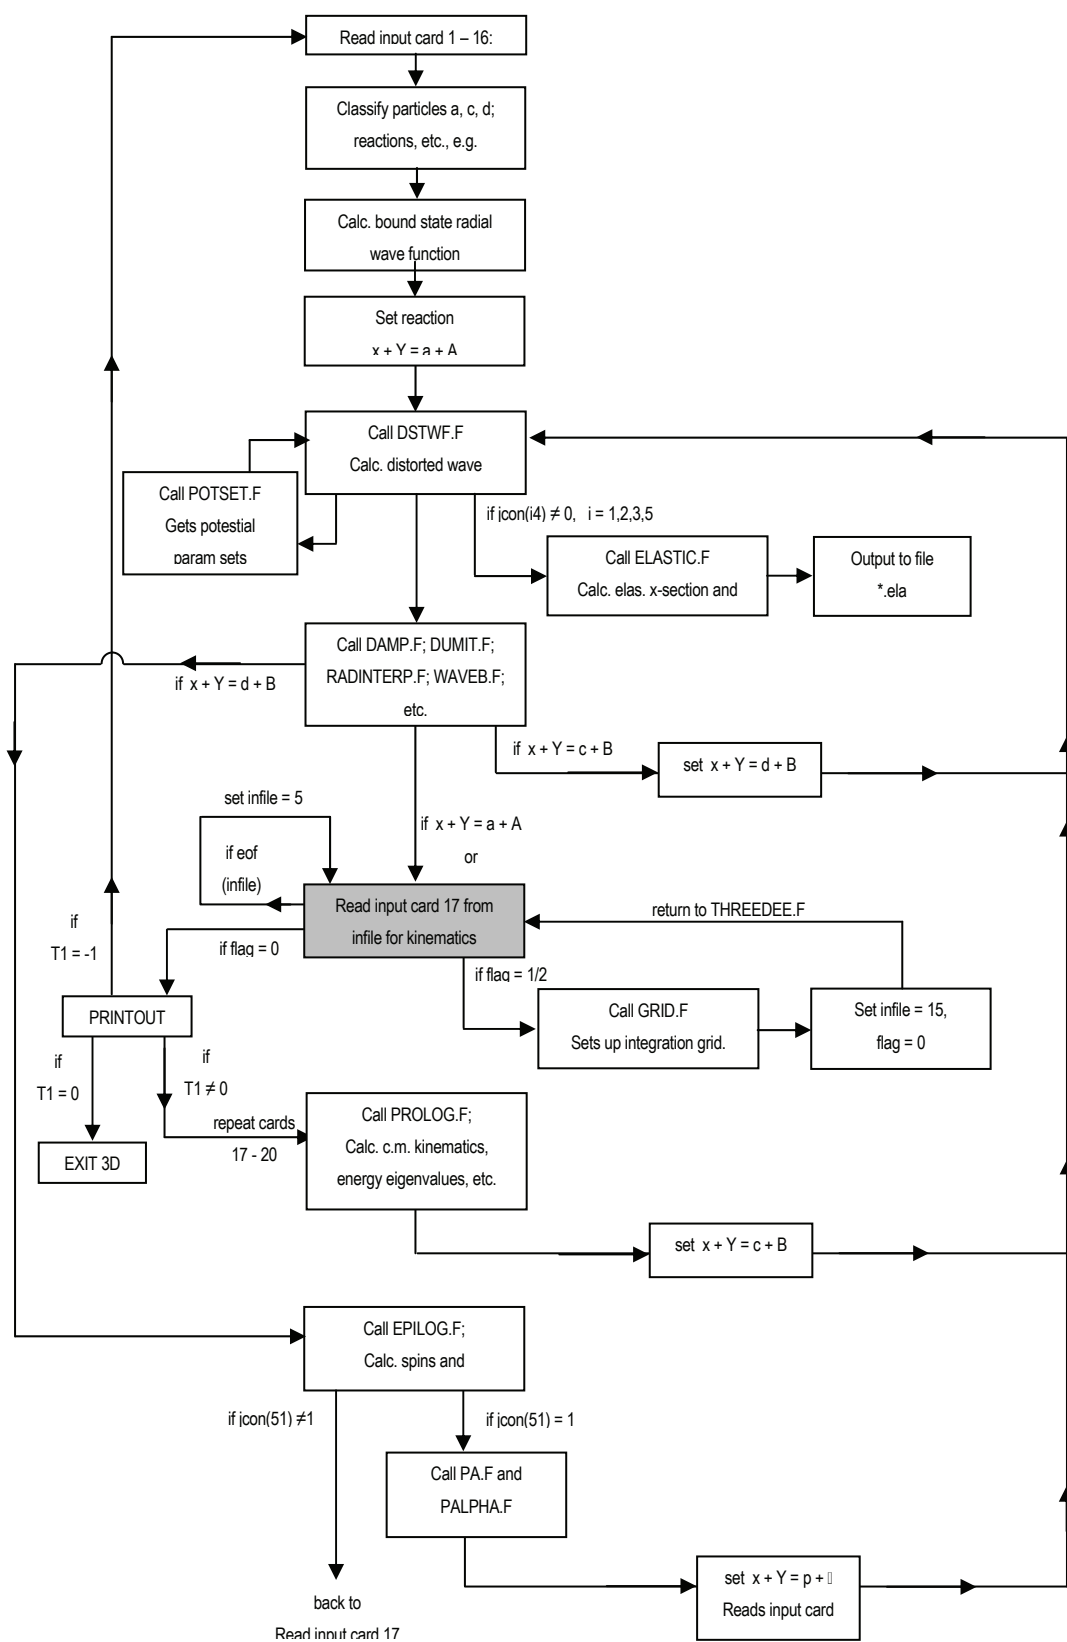 Read input card 1 – 16:
Classify particles a, c, d;
reactions, etc., e.g.
Calc. bound state radial
wave function
Set reaction
x + Y = a + A
Call DSTWF.F
Calc. distorted wave
Call POTSET.F
Gets potestial
param sets
if jcon(i4) ≠ 0, i = 1,2,3,5
Call ELASTIC.F
Calc. elas. x-section and
Output to file
*.ela
Call DAMP.F; DUMIT.F;
RADINTERP.F; WAVEB.F;
etc.
if x + Y = d + B
if x + Y = c + B
set x + Y = d + B
set infile = 5
if eof
(infile)
if x + Y = a + A
or
Read input card 17 from
infile for kinematics
return to THREEDEE.F
if flag = 0
if flag = 1/2
if
T1 = -1
PRINTOUT
Call GRID.F
Sets up integration grid.
Set infile = 15,
flag = 0
if
T1 = 0
if
T1 ≠ 0
EXIT 3D
repeat cards
17 - 20
Call PROLOG.F;
Calc. c.m. kinematics,
energy eigenvalues, etc.
set x + Y = c + B
Call EPILOG.F;
Calc. spins and
if jcon(51) ≠1
if jcon(51) = 1
Call PA.F and
PALPHA.F
set x + Y = p +
Reads input card
back to
Read input card 17